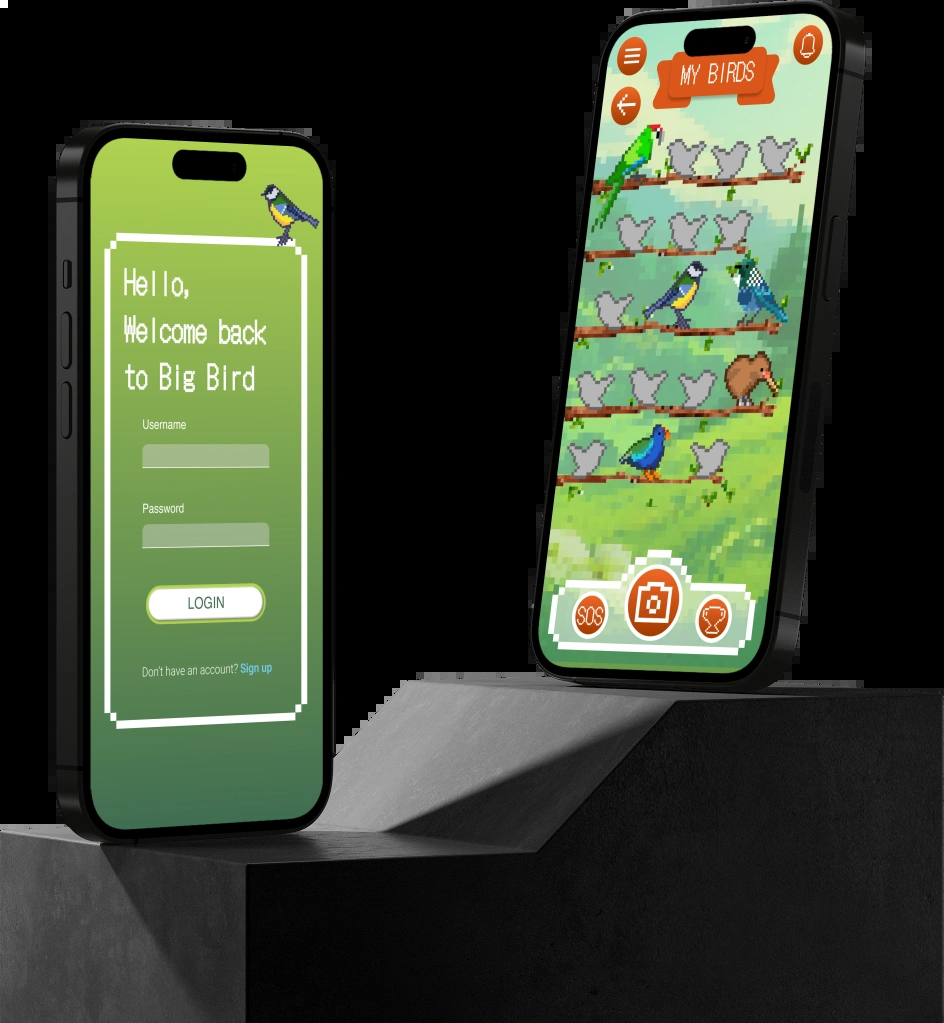 Hello,
Welcome back
to Big Bird
Username
Password
LOGIN
Don't have an account? Sign up
MY BIRDS
SOS